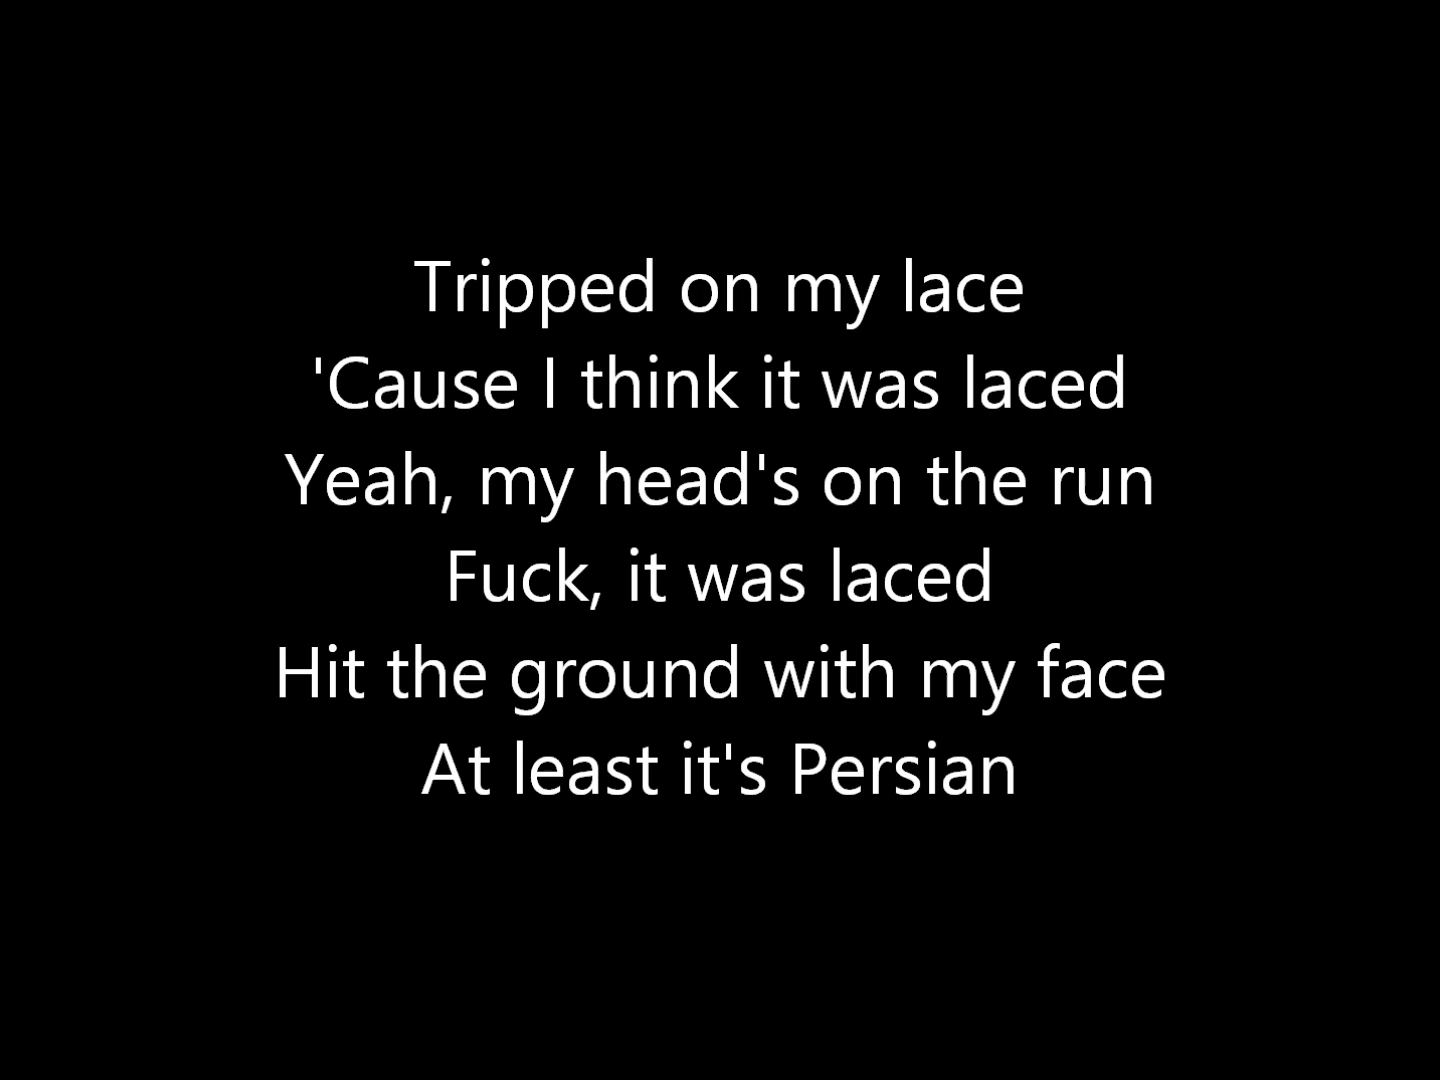 Tripped on my lace
'Cause I think it was laced
Yeah, my head's on the run
Fuck, it was laced
Hit the ground with my face
At least it's Persian